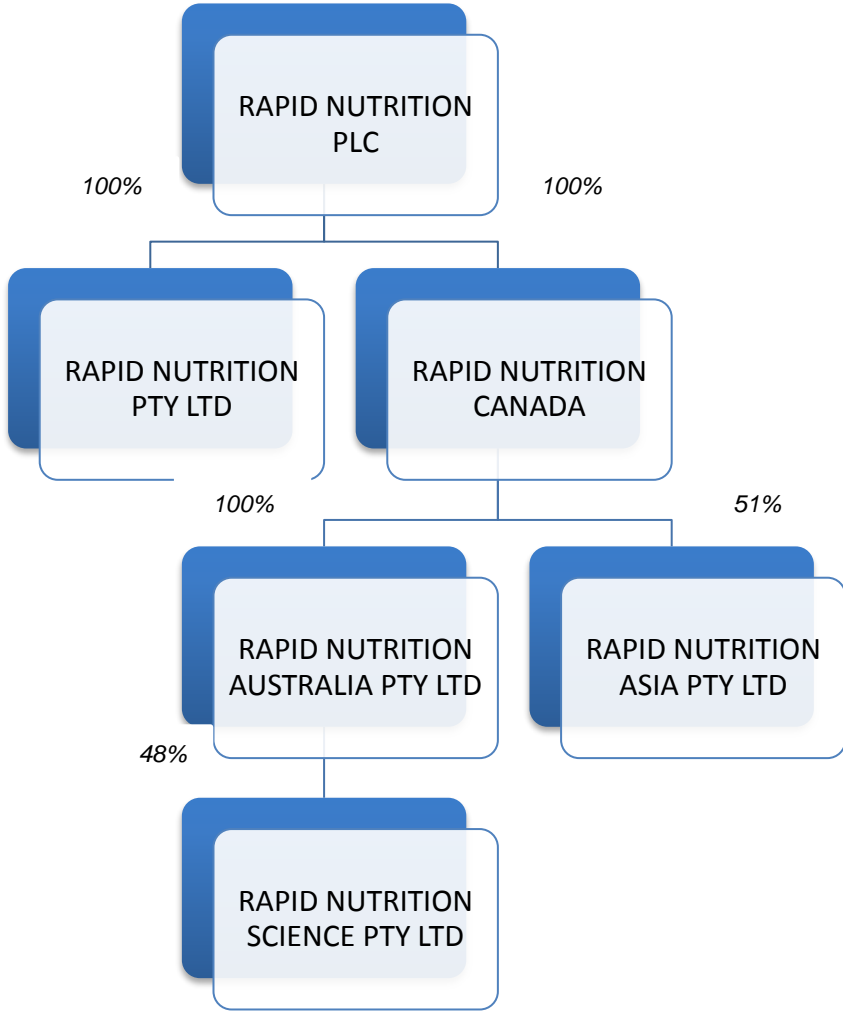 RAPID NUTRITION
PLC
100%
100%
RAPID NUTRITION
PTY LTD
RAPID NUTRITION
CANADA
100%
51%
RAPID NUTRITION
AUSTRALIA PTY LTD
RAPID NUTRITION
ASIA PTY LTD
48%
RAPID NUTRITION
SCIENCE PTY LTD